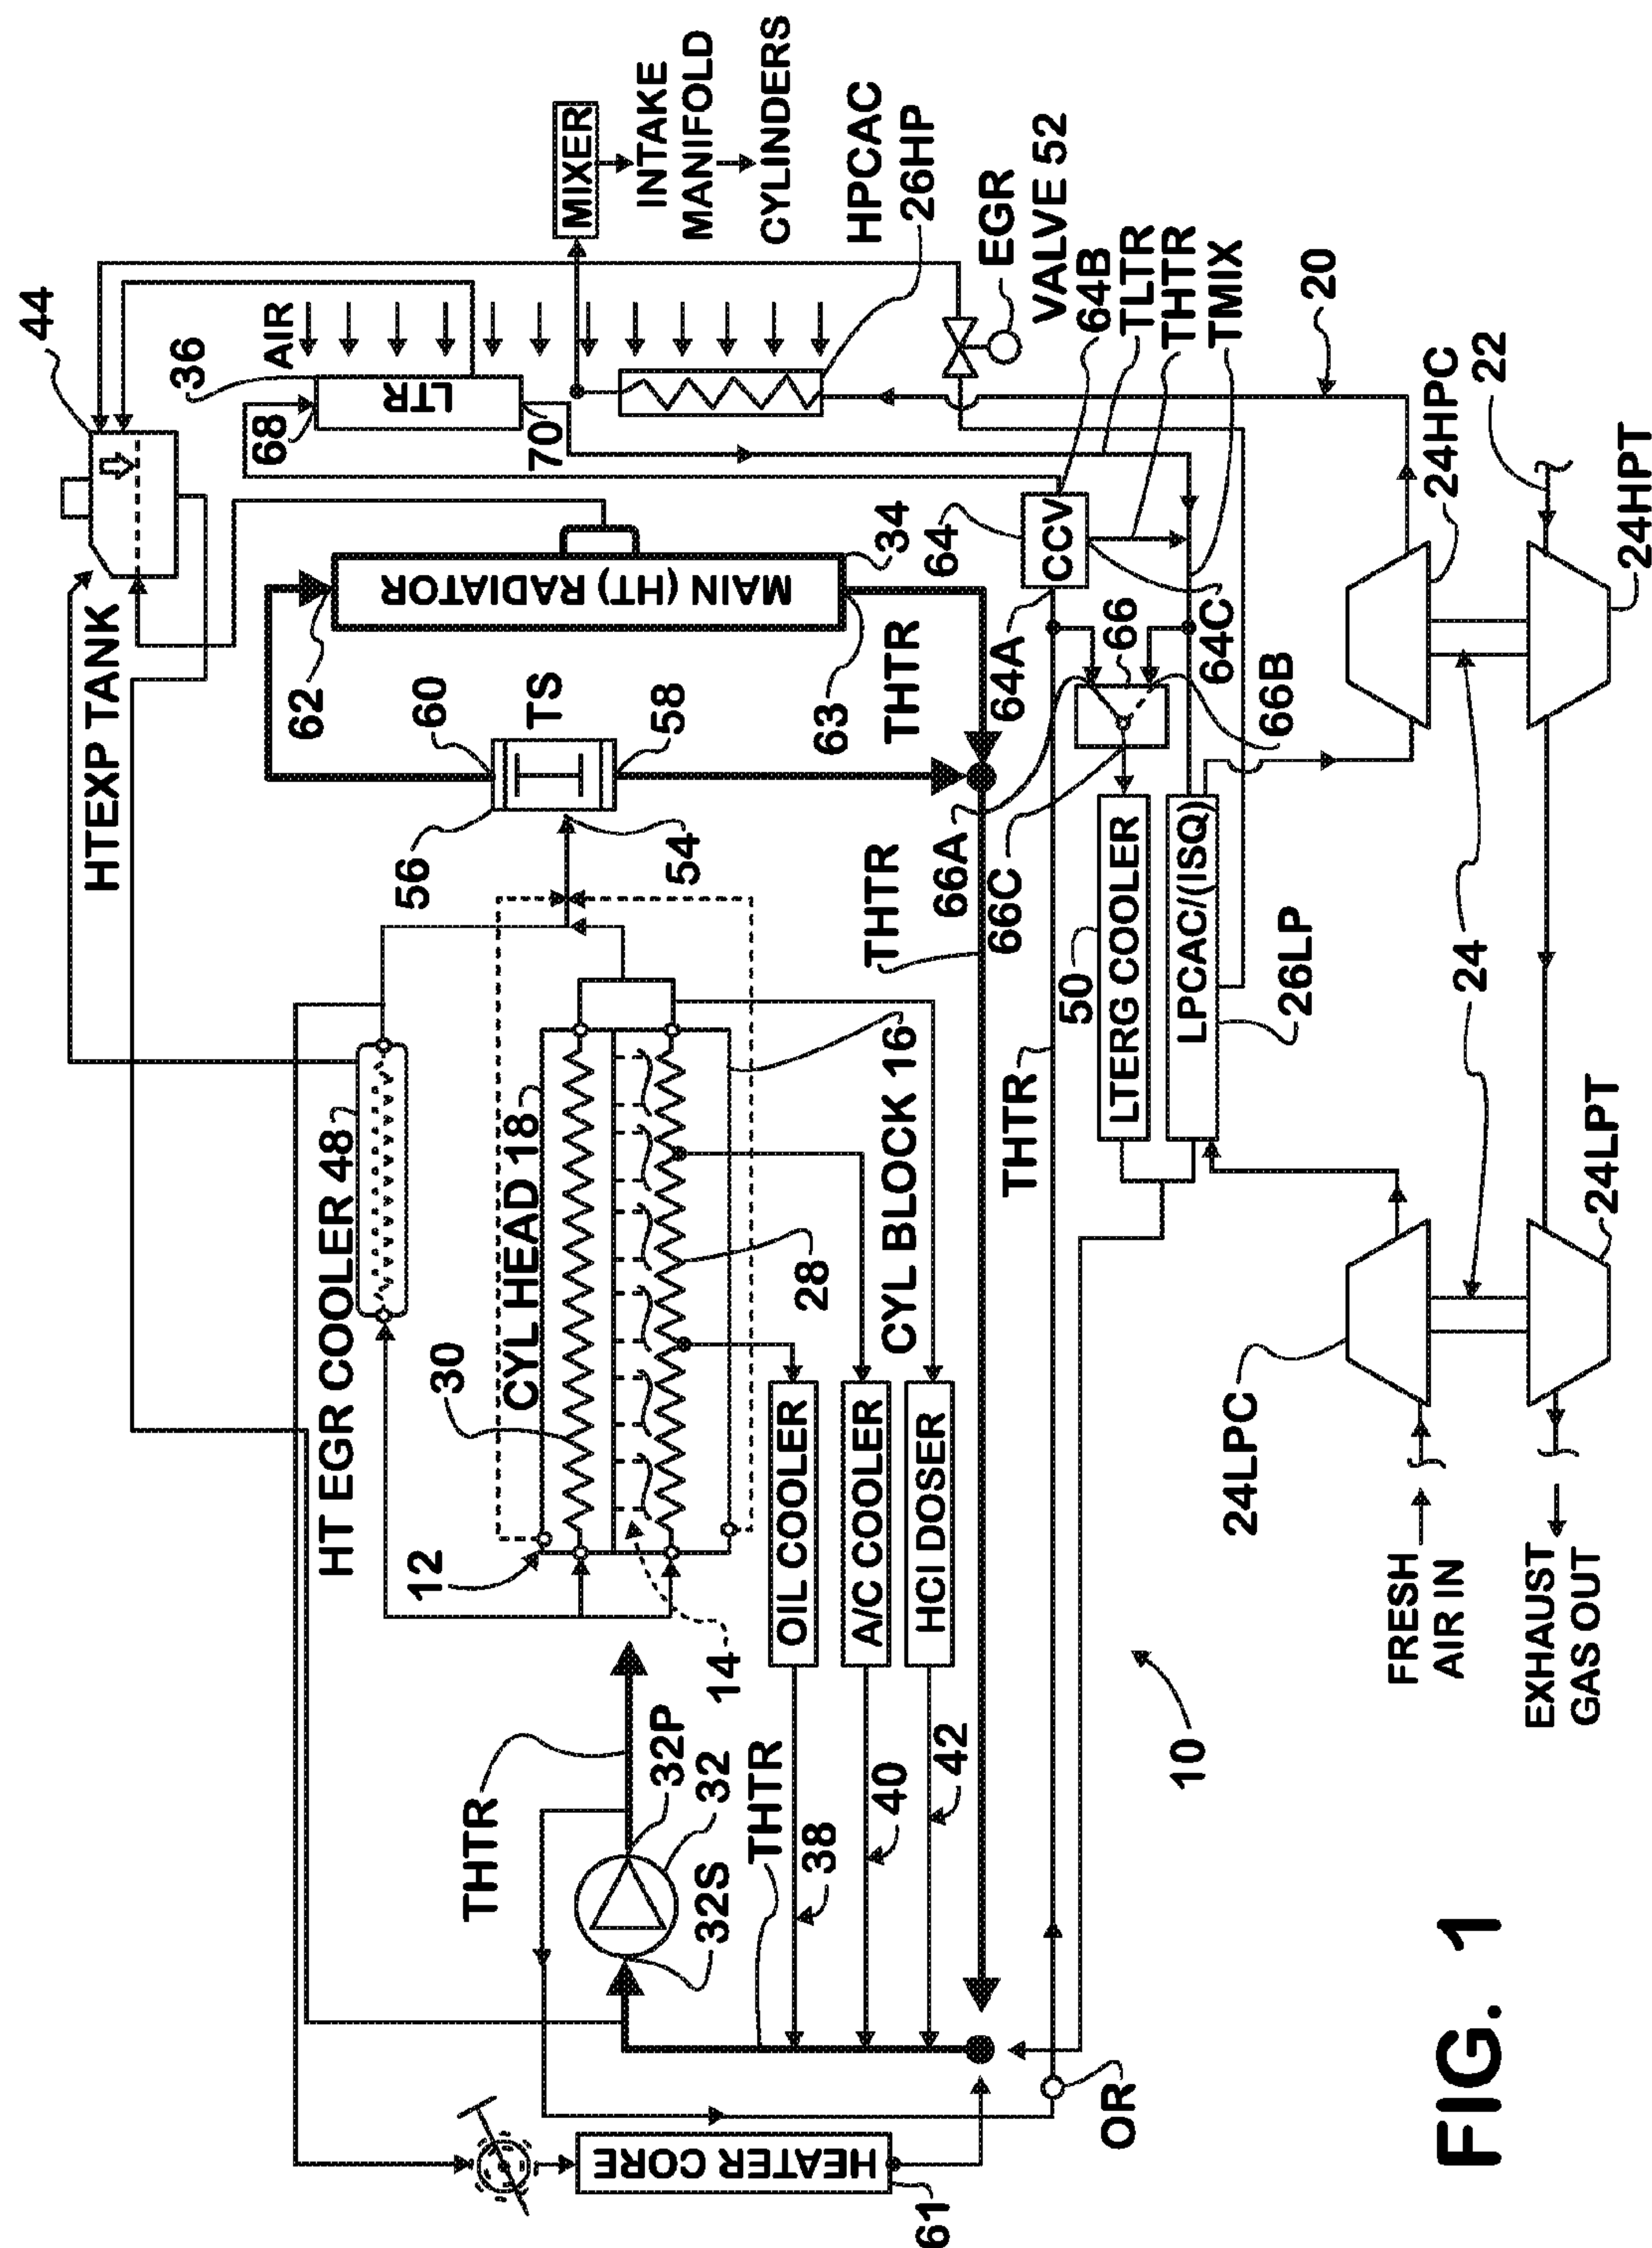 44
HTEXP TANK
36
AIR
68
LTR
70
MIXER
INTAKE
MANIFOLD
CYLINDERS
HPCAC
26HP
EGR
VALVE 52
64B
TLTR
THTR
TMIX
20
22
24HPC
24HPT
62
MAIN (HT) RADIATOR
34
63
THTR
60
TS
58
56
54
64
CCV
64A
66
64C
66B
66A
66C
THTR
50
LTERG COOLER
LPCAC/(ISQ)
26LP
24
24LPT
24LPC
HT EGR COOLER 48
CYL HEAD 18
30
12
14
28
CYL BLOCK 16
THTR
OIL COOLER
A/C COOLER
HCI DOSER
THTR
32P
32
32S
THTR
38
40
42
10
FRESH
AIR IN
EXHAUST
GAS OUT
HEATER CORE
61
OR
FIG. 1